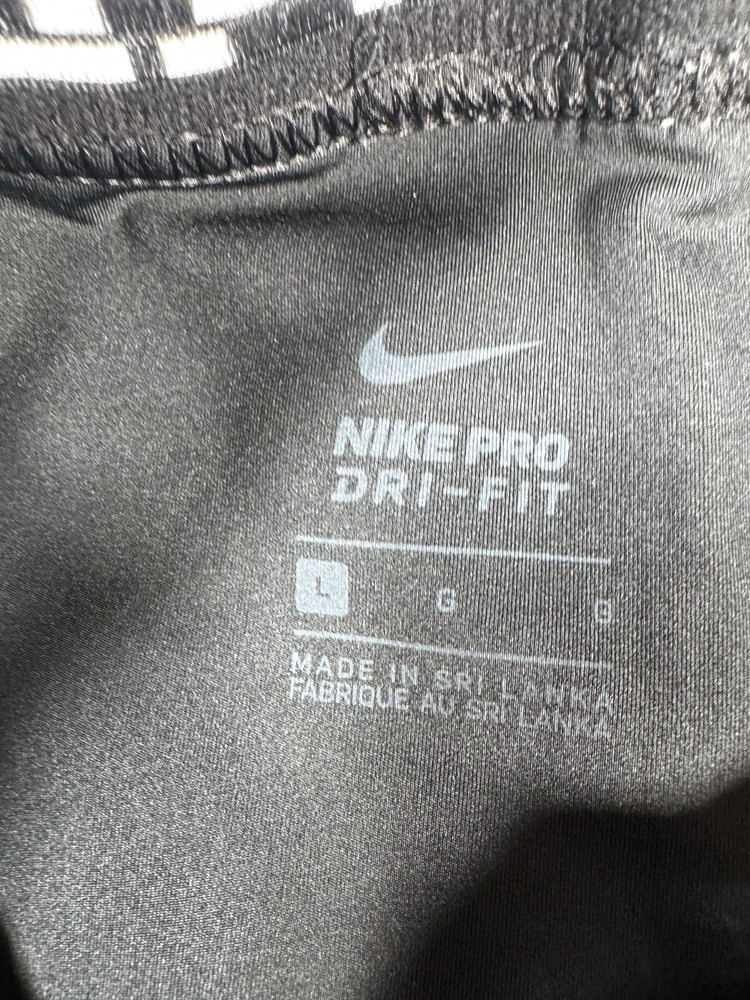 NIKE PRO
DRI-FIT
L G G
MADE IN SRI LANKA
FABRIQUE AU SRI LANKA